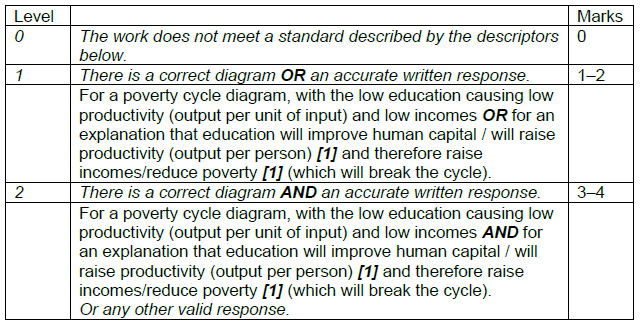 Level Marks
0 The work does not meet a standard described by the descriptors 0
below.
1 There is a correct diagram OR an accurate written response. 1–2
For a poverty cycle diagram, with the low education causing low
productivity (output per unit of input) and low incomes OR for an
explanation that education will improve human capital / will raise
productivity (output per person) [1] and therefore raise
incomes/reduce poverty [1] (which will break the cycle).
2 There is a correct diagram AND an accurate written response. 3–4
For a poverty cycle diagram, with the low education causing low
productivity (output per unit of input) and low incomes AND for
an explanation that education will improve human capital / will
raise productivity (output per person) [1] and therefore raise
incomes/reduce poverty [1] (which will break the cycle).
Or any other valid response.